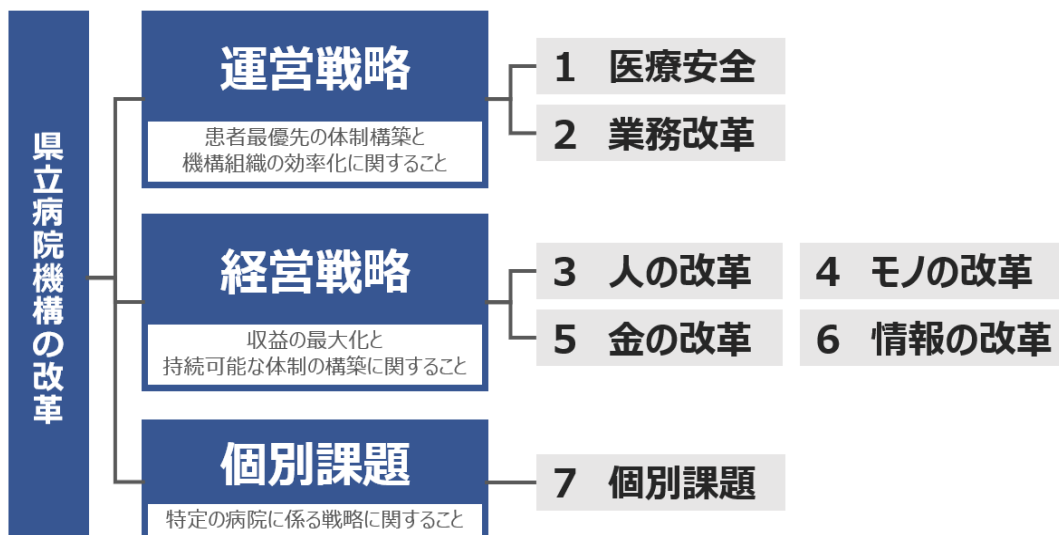 県立病院機構の改革
運営戦略
患者最優先の体制構築と
機構組織の効率化に関すること
1 医療安全
2 業務改革
経営戦略
収益の最大化と
持続可能な体制の構築に関すること
3 人の改革
4 モノの改革
5 金の改革
6 情報の改革
個別課題
特定の病院に係る戦略に関すること
7 個別課題